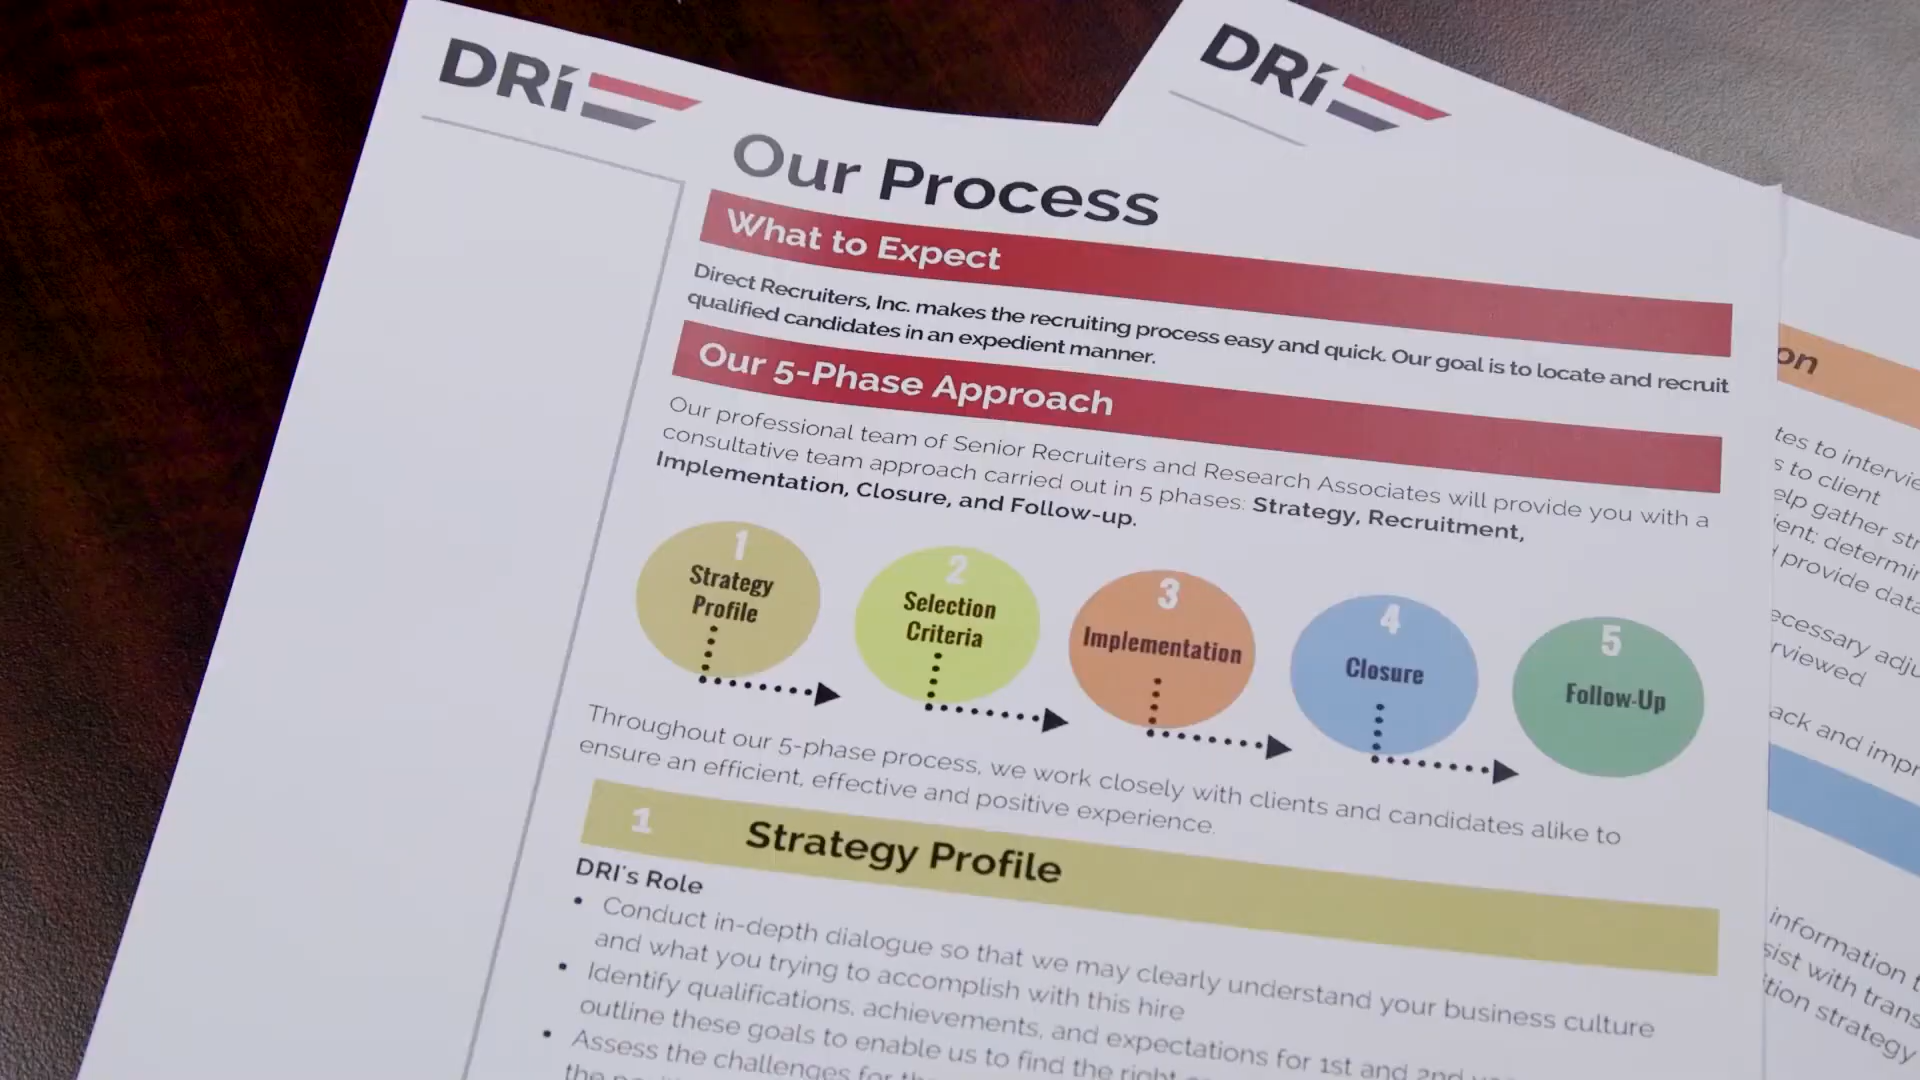 DRi
Our Process
What to Expect
Direct Recruiters, Inc. makes the recruiting process easy and quick. Our goal is to locate and recruit
qualified candidates in an expedient manner.
Our 5-Phase Approach
Our professional team of Senior Recruiters and Research Associates will provide you with a
consultative team approach carried out in 5 phases: Strategy, Recruitment,
Implementation, Closure, and Follow-up.
1
Strategy
Profile
2
Selection
Criteria
3
Implementation
4
Closure
5
Follow-Up
Throughout our 5-phase process, we work closely with clients and candidates alike to
ensure an efficient, effective and positive experience.
1 Strategy Profile
DRI's Role
• Conduct in-depth dialogue so that we may clearly understand your business culture
and what you trying to accomplish with this hire
• Identify qualifications, achievements, and expectations for 1st and 2nd
outline these goals to enable us to find the right
• Assess the challenges for
the
DRi
on
tes to intervie
s to client
elp gather str
ient; determin
provide data
ecessary adju
rviewed
ack and impr
information t
sist with trans
tion strategy